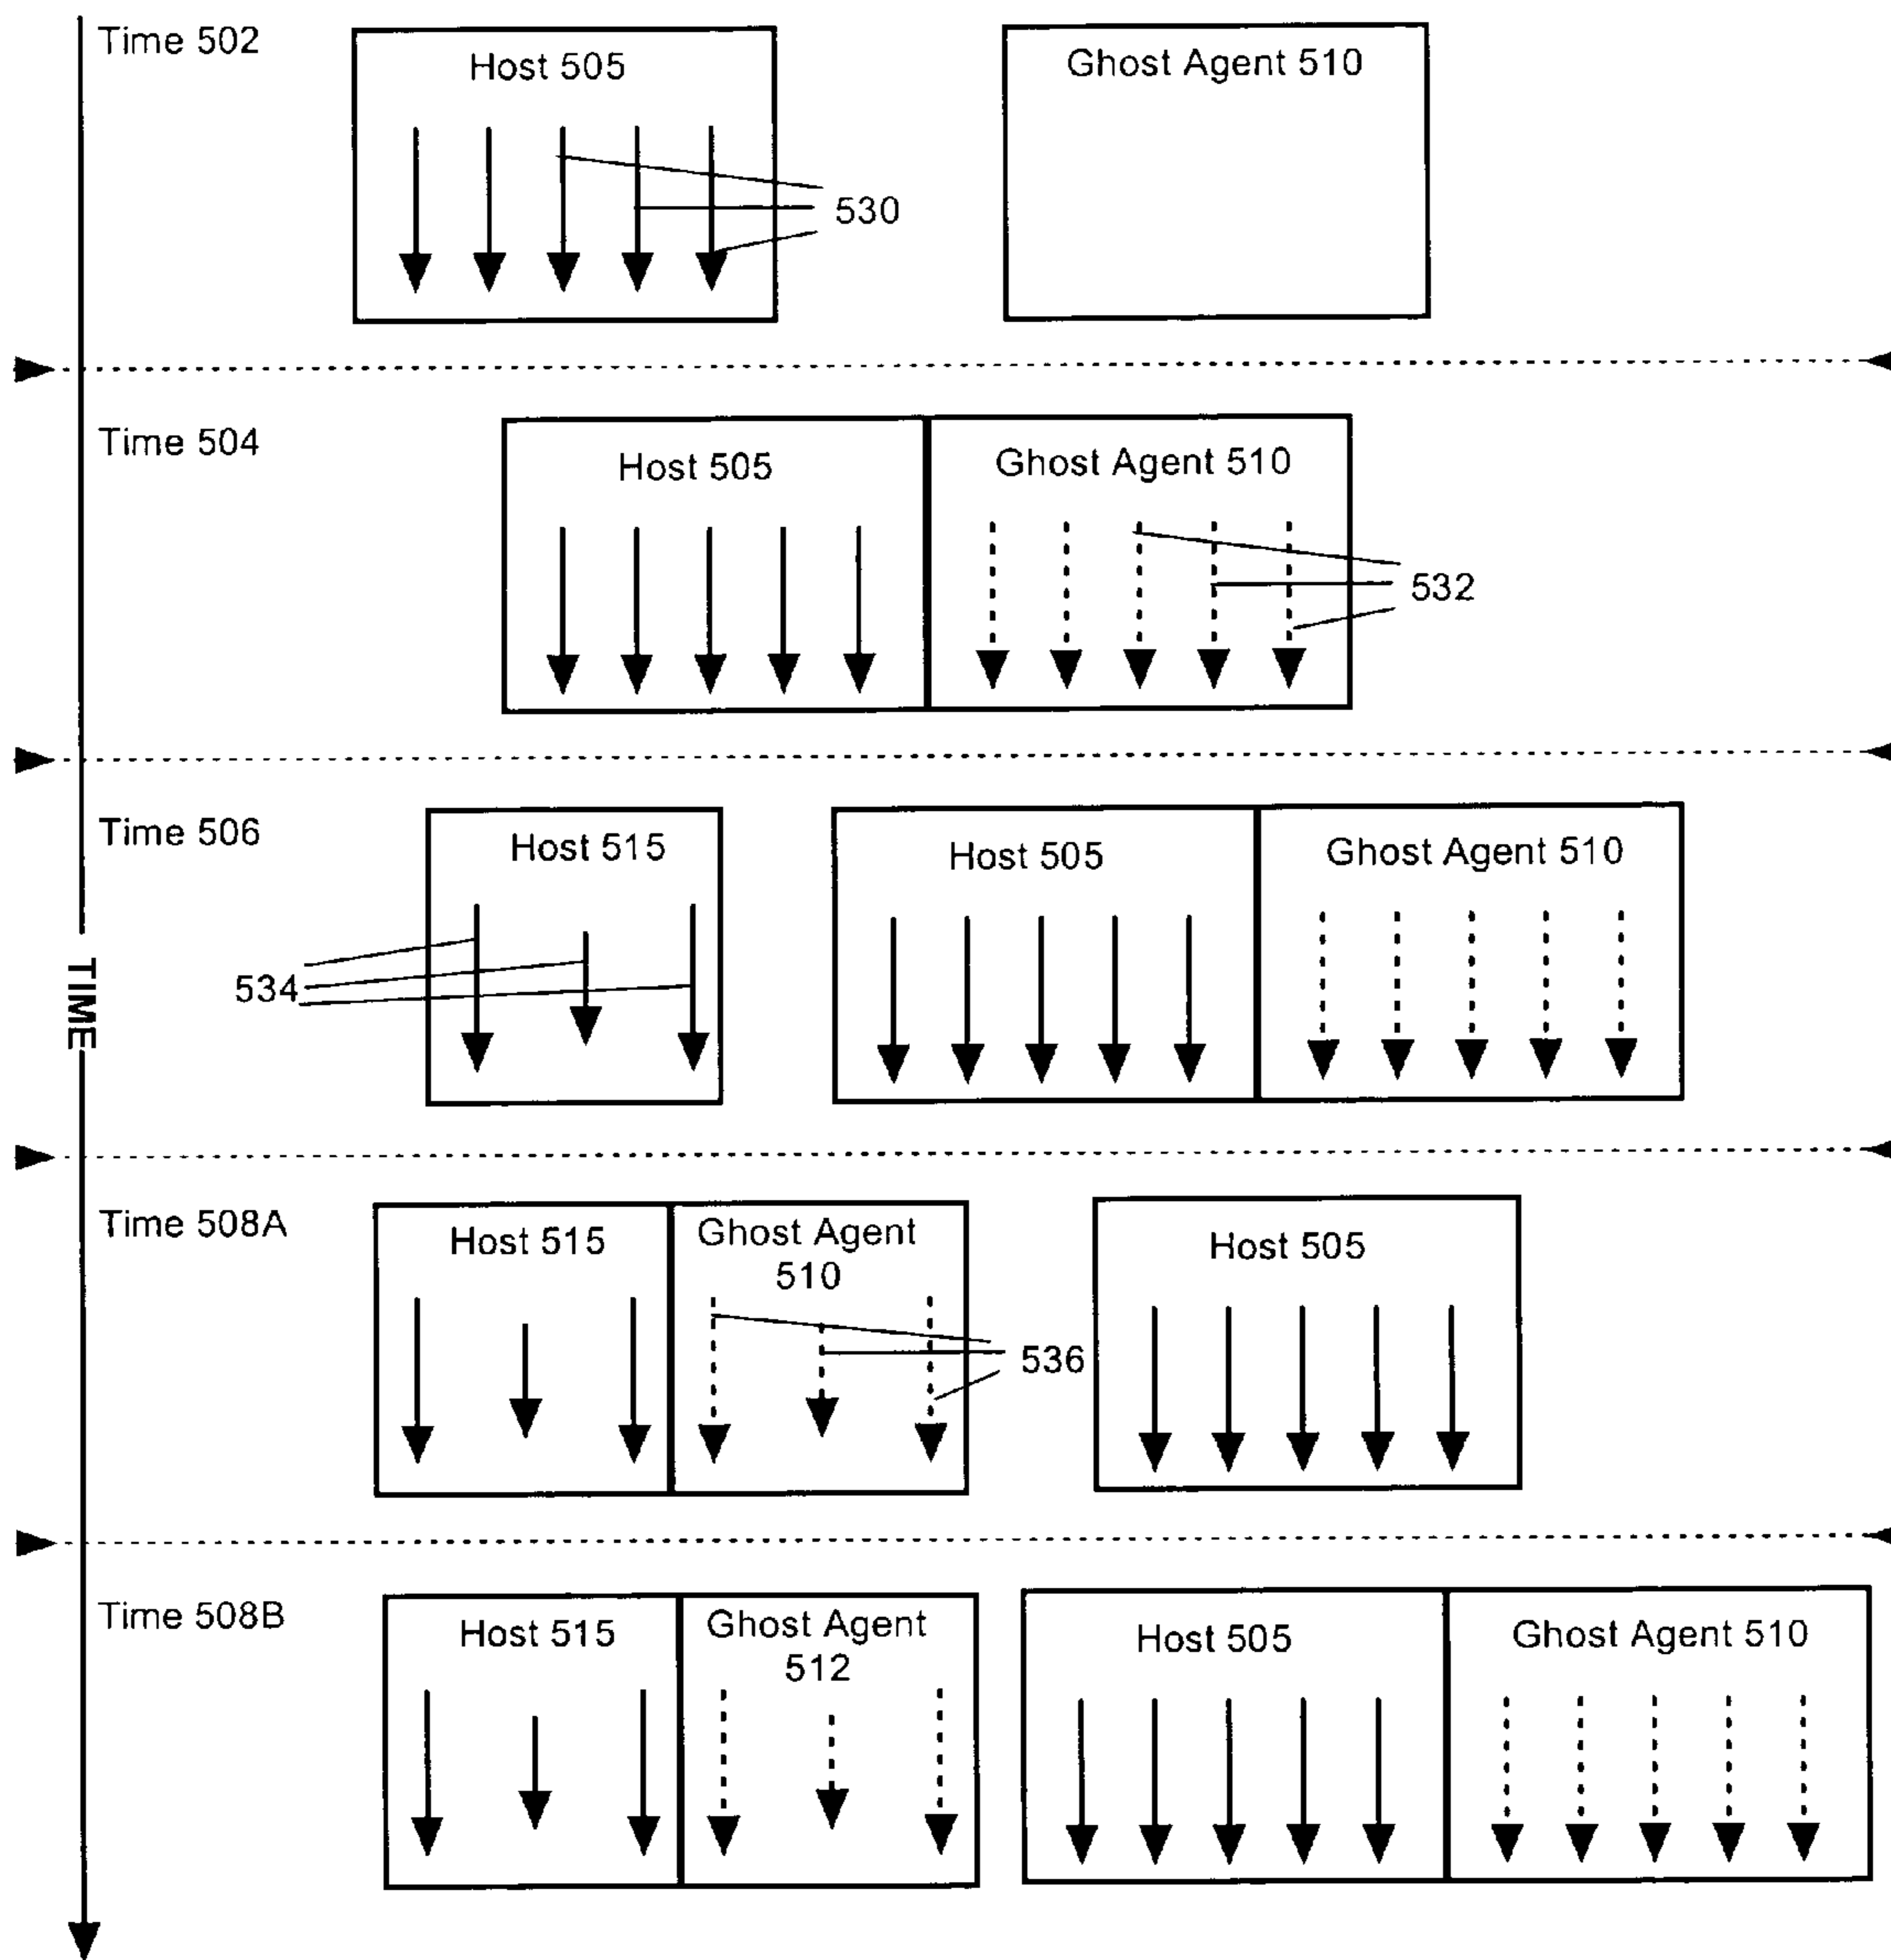 Time 502
Host 505
Ghost Agent 510
530
Time 504
Host 505
Ghost Agent 510
532
Time 506
Host 515
Host 505
Ghost Agent 510
534
TIME
Time 508A
Host 515
Ghost Agent
510
Host 505
536
Time 508B
Host 515
Ghost Agent
512
Host 505
Ghost Agent 510